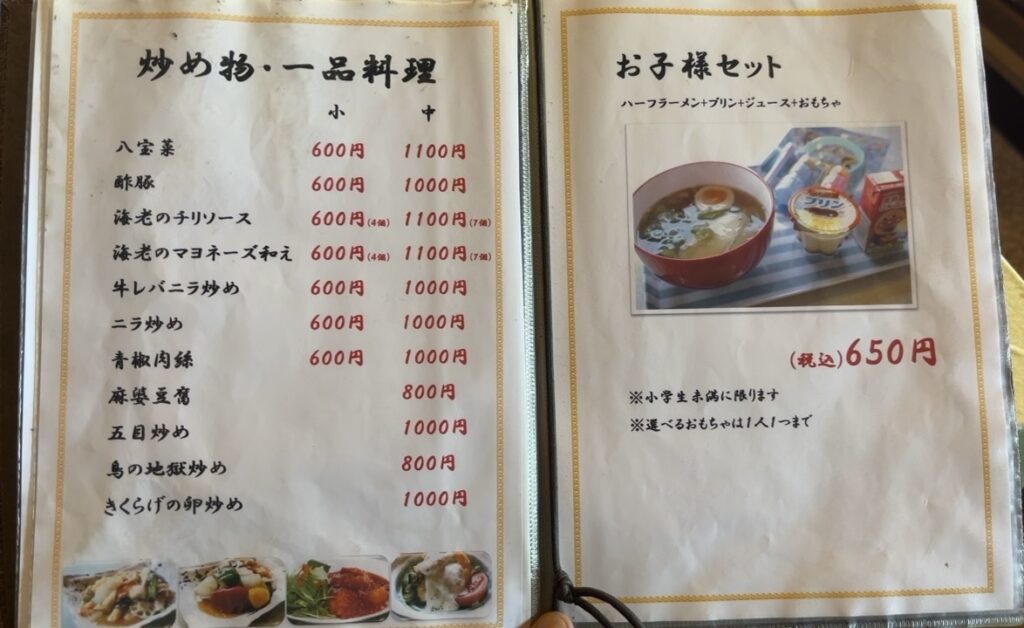 炒め物・一品料理
小 中
八宝菜 600円 1100円
酢豚 600円 1000円
海老のチリソース 600円(4個) 1100円(7個)
海老のマヨネーズ和え 600円(4個) 1100円(7個)
牛レバニラ炒め 600円 1000円
ニラ炒め 600円 1000円
青椒肉絲 600円 1000円
麻婆豆腐 800円
五目炒め 1000円
鳥の地獄炒め 800円
きくらげの卵炒め 1000円
お子様セット
ハーフラーメン+プリン+ジュース+おもちゃ
プリン
(税込)650円
※小学生未満に限ります
※選べるおもちゃは1人1つまで